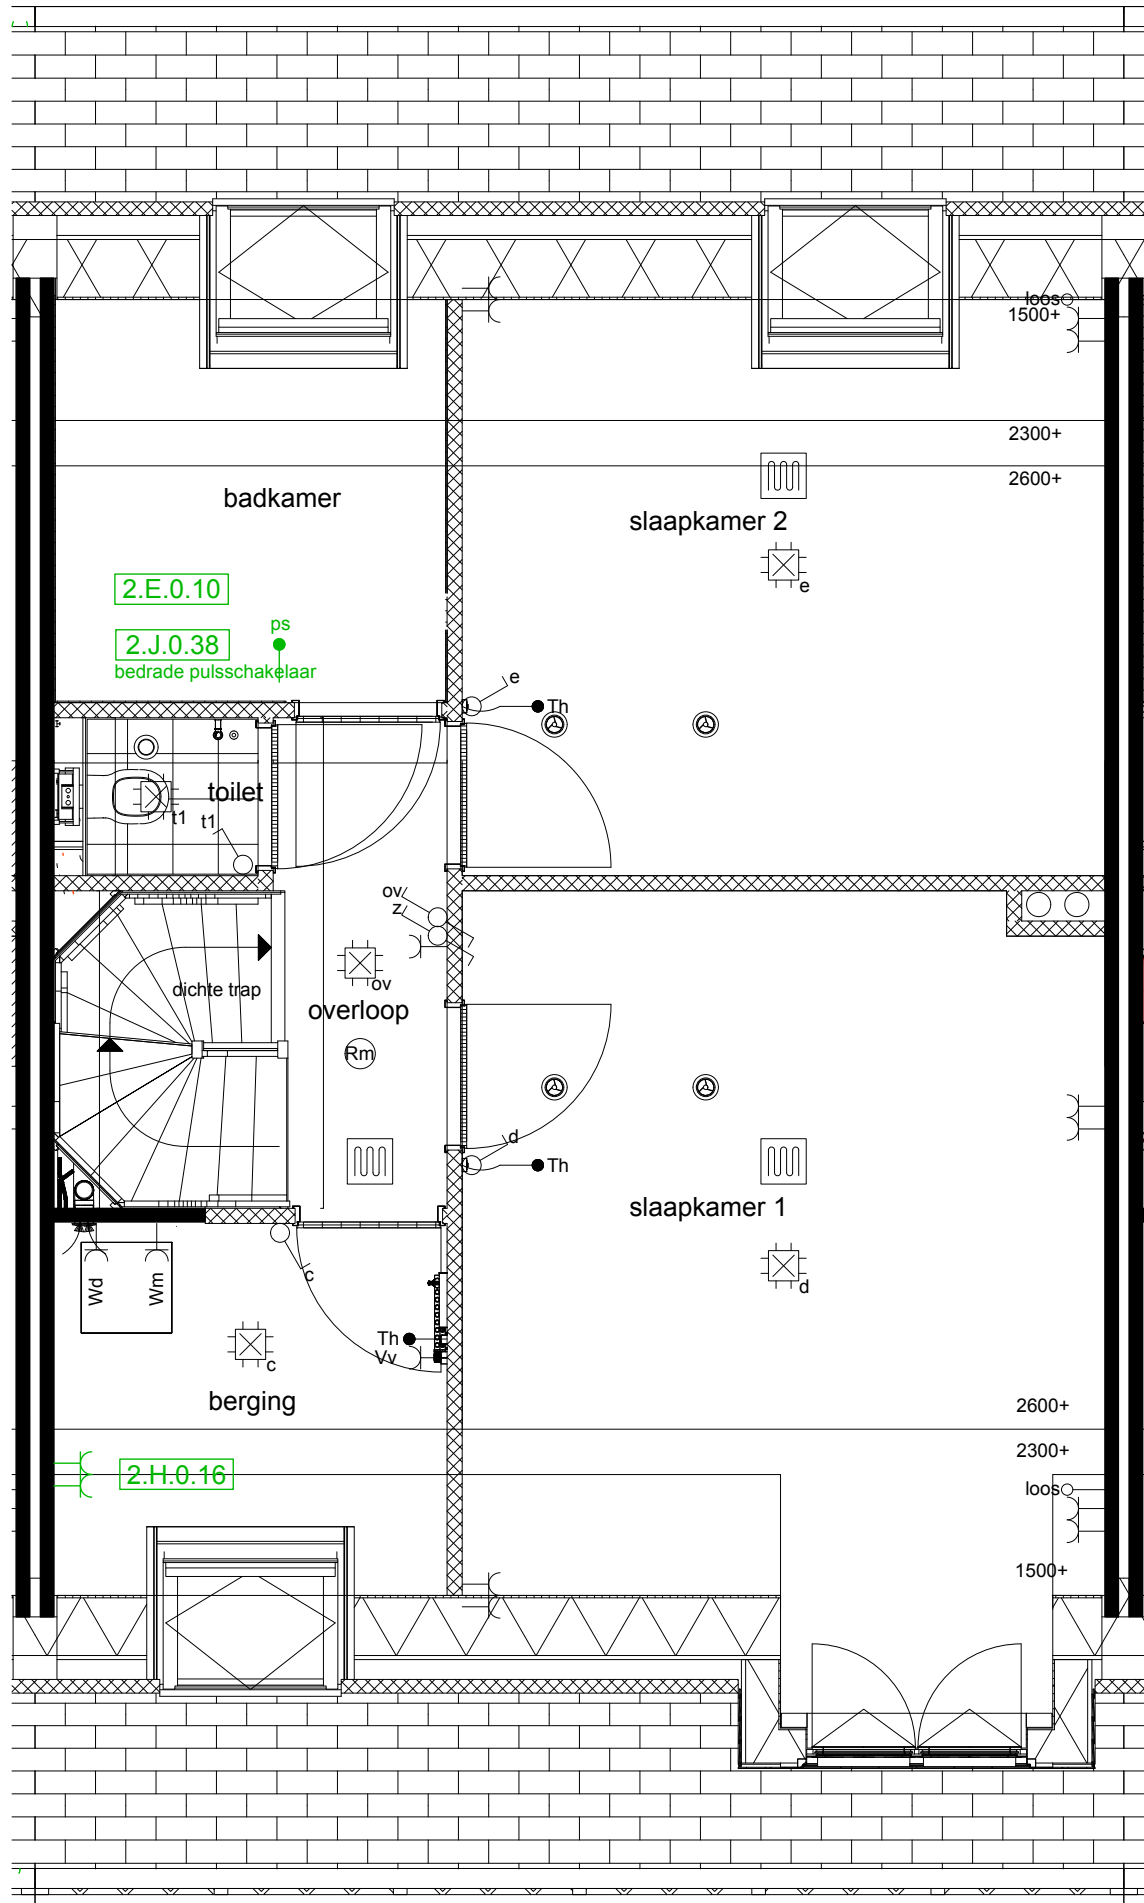 loos
1500+
2300+
2600+
badkamer
slaapkamer 2
e
2.E.0.10
2.J.0.38
ps
bedrade pulsschakelaar
e
Th
toilet
t1
t1
ov
z
ov
dichte trap
overloop
Rm
d
Th
slaapkamer 1
d
c
Wd
Wm
Th
Vv
c
berging
2600+
2300+
2.H.0.16
loos
1500+